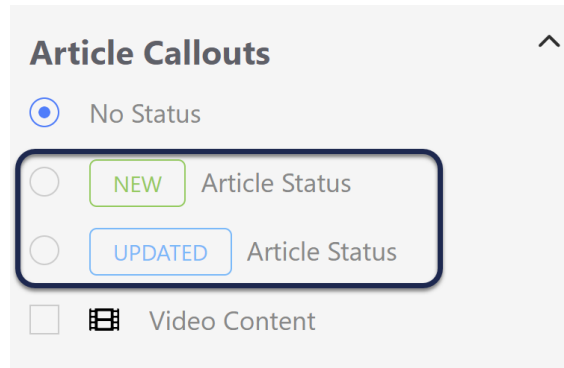 Article Callouts
No Status
NEW Article Status
UPDATED Article Status
Video Content